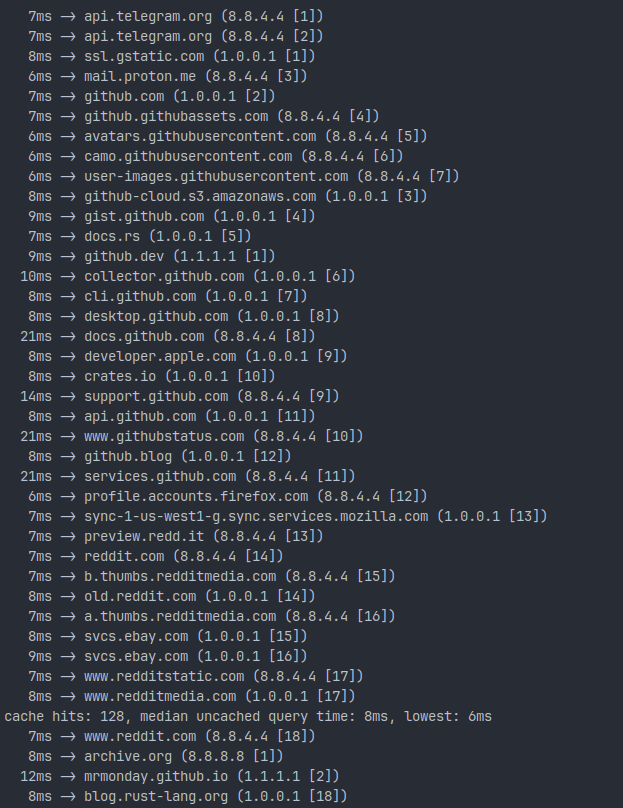 7ms —> api.telegram.org (8.8.4.4 [1])
7ms —> api.telegram.org (8.8.4.4 [2])
8ms —> ssl.gstatic.com (1.0.0.1 [1])
6ms —> mail.proton.me (8.8.4.4 [3])
7ms —> github.com (1.0.0.1 [2])
7ms —> github.githubassets.com (8.8.4.4 [4])
6ms —> avatars.githubusercontent.com (8.8.4.4 [5])
6ms —> camo.githubusercontent.com (8.8.4.4 [6])
6ms —> user-images.githubusercontent.com (8.8.4.4 [7])
8ms —> github-cloud.s3.amazonaws.com (1.0.0.1 [3])
9ms —> gist.github.com (1.0.0.1 [4])
7ms —> docs.rs (1.0.0.1 [5])
9ms —> github.dev (1.1.1.1 [1])
10ms —> collector.github.com (1.0.0.1 [6])
8ms —> cli.github.com (1.0.0.1 [7])
8ms —> desktop.github.com (1.0.0.1 [8])
21ms —> docs.github.com (8.8.4.4 [8])
8ms —> developer.apple.com (1.0.0.1 [9])
8ms —> crates.io (1.0.0.1 [10])
14ms —> support.github.com (8.8.4.4 [9])
8ms —> api.github.com (1.0.0.1 [11])
21ms —> www.githubstatus.com (8.8.4.4 [10])
8ms —> github.blog (1.0.0.1 [12])
21ms —> services.github.com (8.8.4.4 [11])
6ms —> profile.accounts.firefox.com (8.8.4.4 [12])
7ms —> sync-1-us-west1-g.sync.services.mozilla.com (1.0.0.1 [13])
7ms —> preview.redd.it (8.8.4.4 [13])
7ms —> reddit.com (8.8.4.4 [14])
7ms —> b.thumbs.redditmedia.com (8.8.4.4 [15])
8ms —> old.reddit.com (1.0.0.1 [14])
7ms —> a.thumbs.redditmedia.com (8.8.4.4 [16])
8ms —> svcs.ebay.com (1.0.0.1 [15])
9ms —> svcs.ebay.com (1.0.0.1 [16])
7ms —> www.redditstatic.com (8.8.4.4 [17])
8ms —> www.redditmedia.com (1.0.0.1 [17])
cache hits: 128, median uncached query time: 8ms, lowest: 6ms
7ms —> www.reddit.com (8.8.4.4 [18])
8ms —> archive.org (8.8.8.8 [1])
12ms —> mrmonday.github.io (1.1.1.1 [2])
8ms —> blog.rust-lang.org (1.0.0.1 [18])